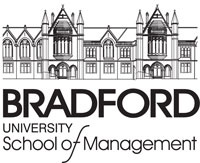 BRADFORD
UNIVERSITY
School of Management